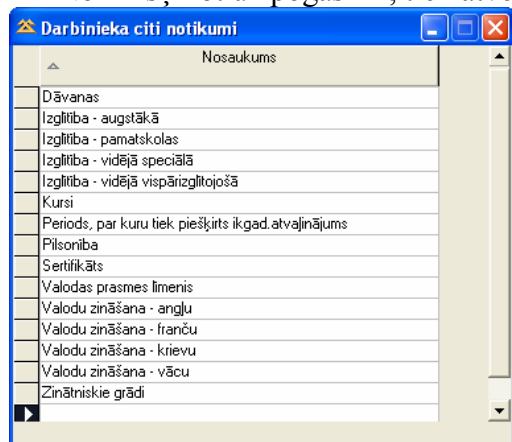 Darbinieka citi notikumi
Nosaukums
Dāvanas
Izglītība - augstākā
Izglītība - pamatskolas
Izglītība - vidējā speciālā
Izglītība - vidējā vispārizglītojošā
Kursi
Periods, par kuru tiek piešķirts ikgad.atvaļinājums
Pilsonība
Sertifikāts
Valodas prasmes līmenis
Valodu zināšana - angļu
Valodu zināšana - franču
Valodu zināšana - krievu
Valodu zināšana - vācu
Zinātniskie grādi